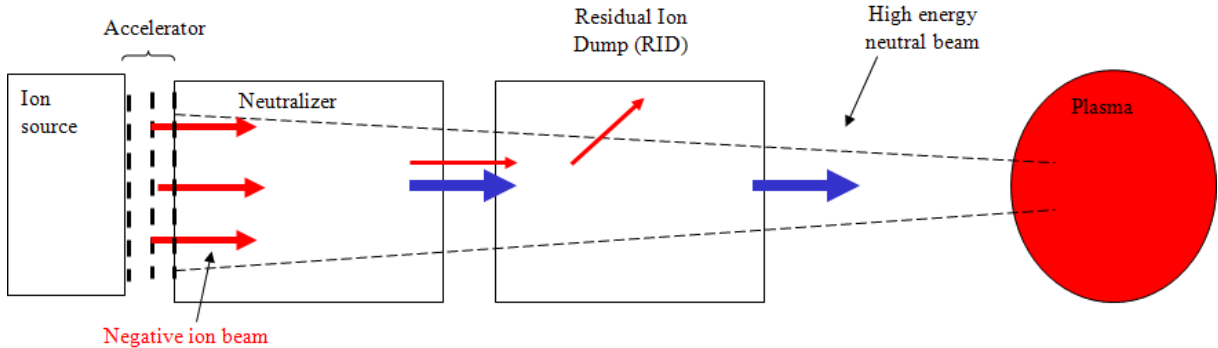 Accelerator
Residual Ion
Dump (RID)
High energy
neutral beam
Ion
source
Neutralizer
Plasma
Negative ion beam